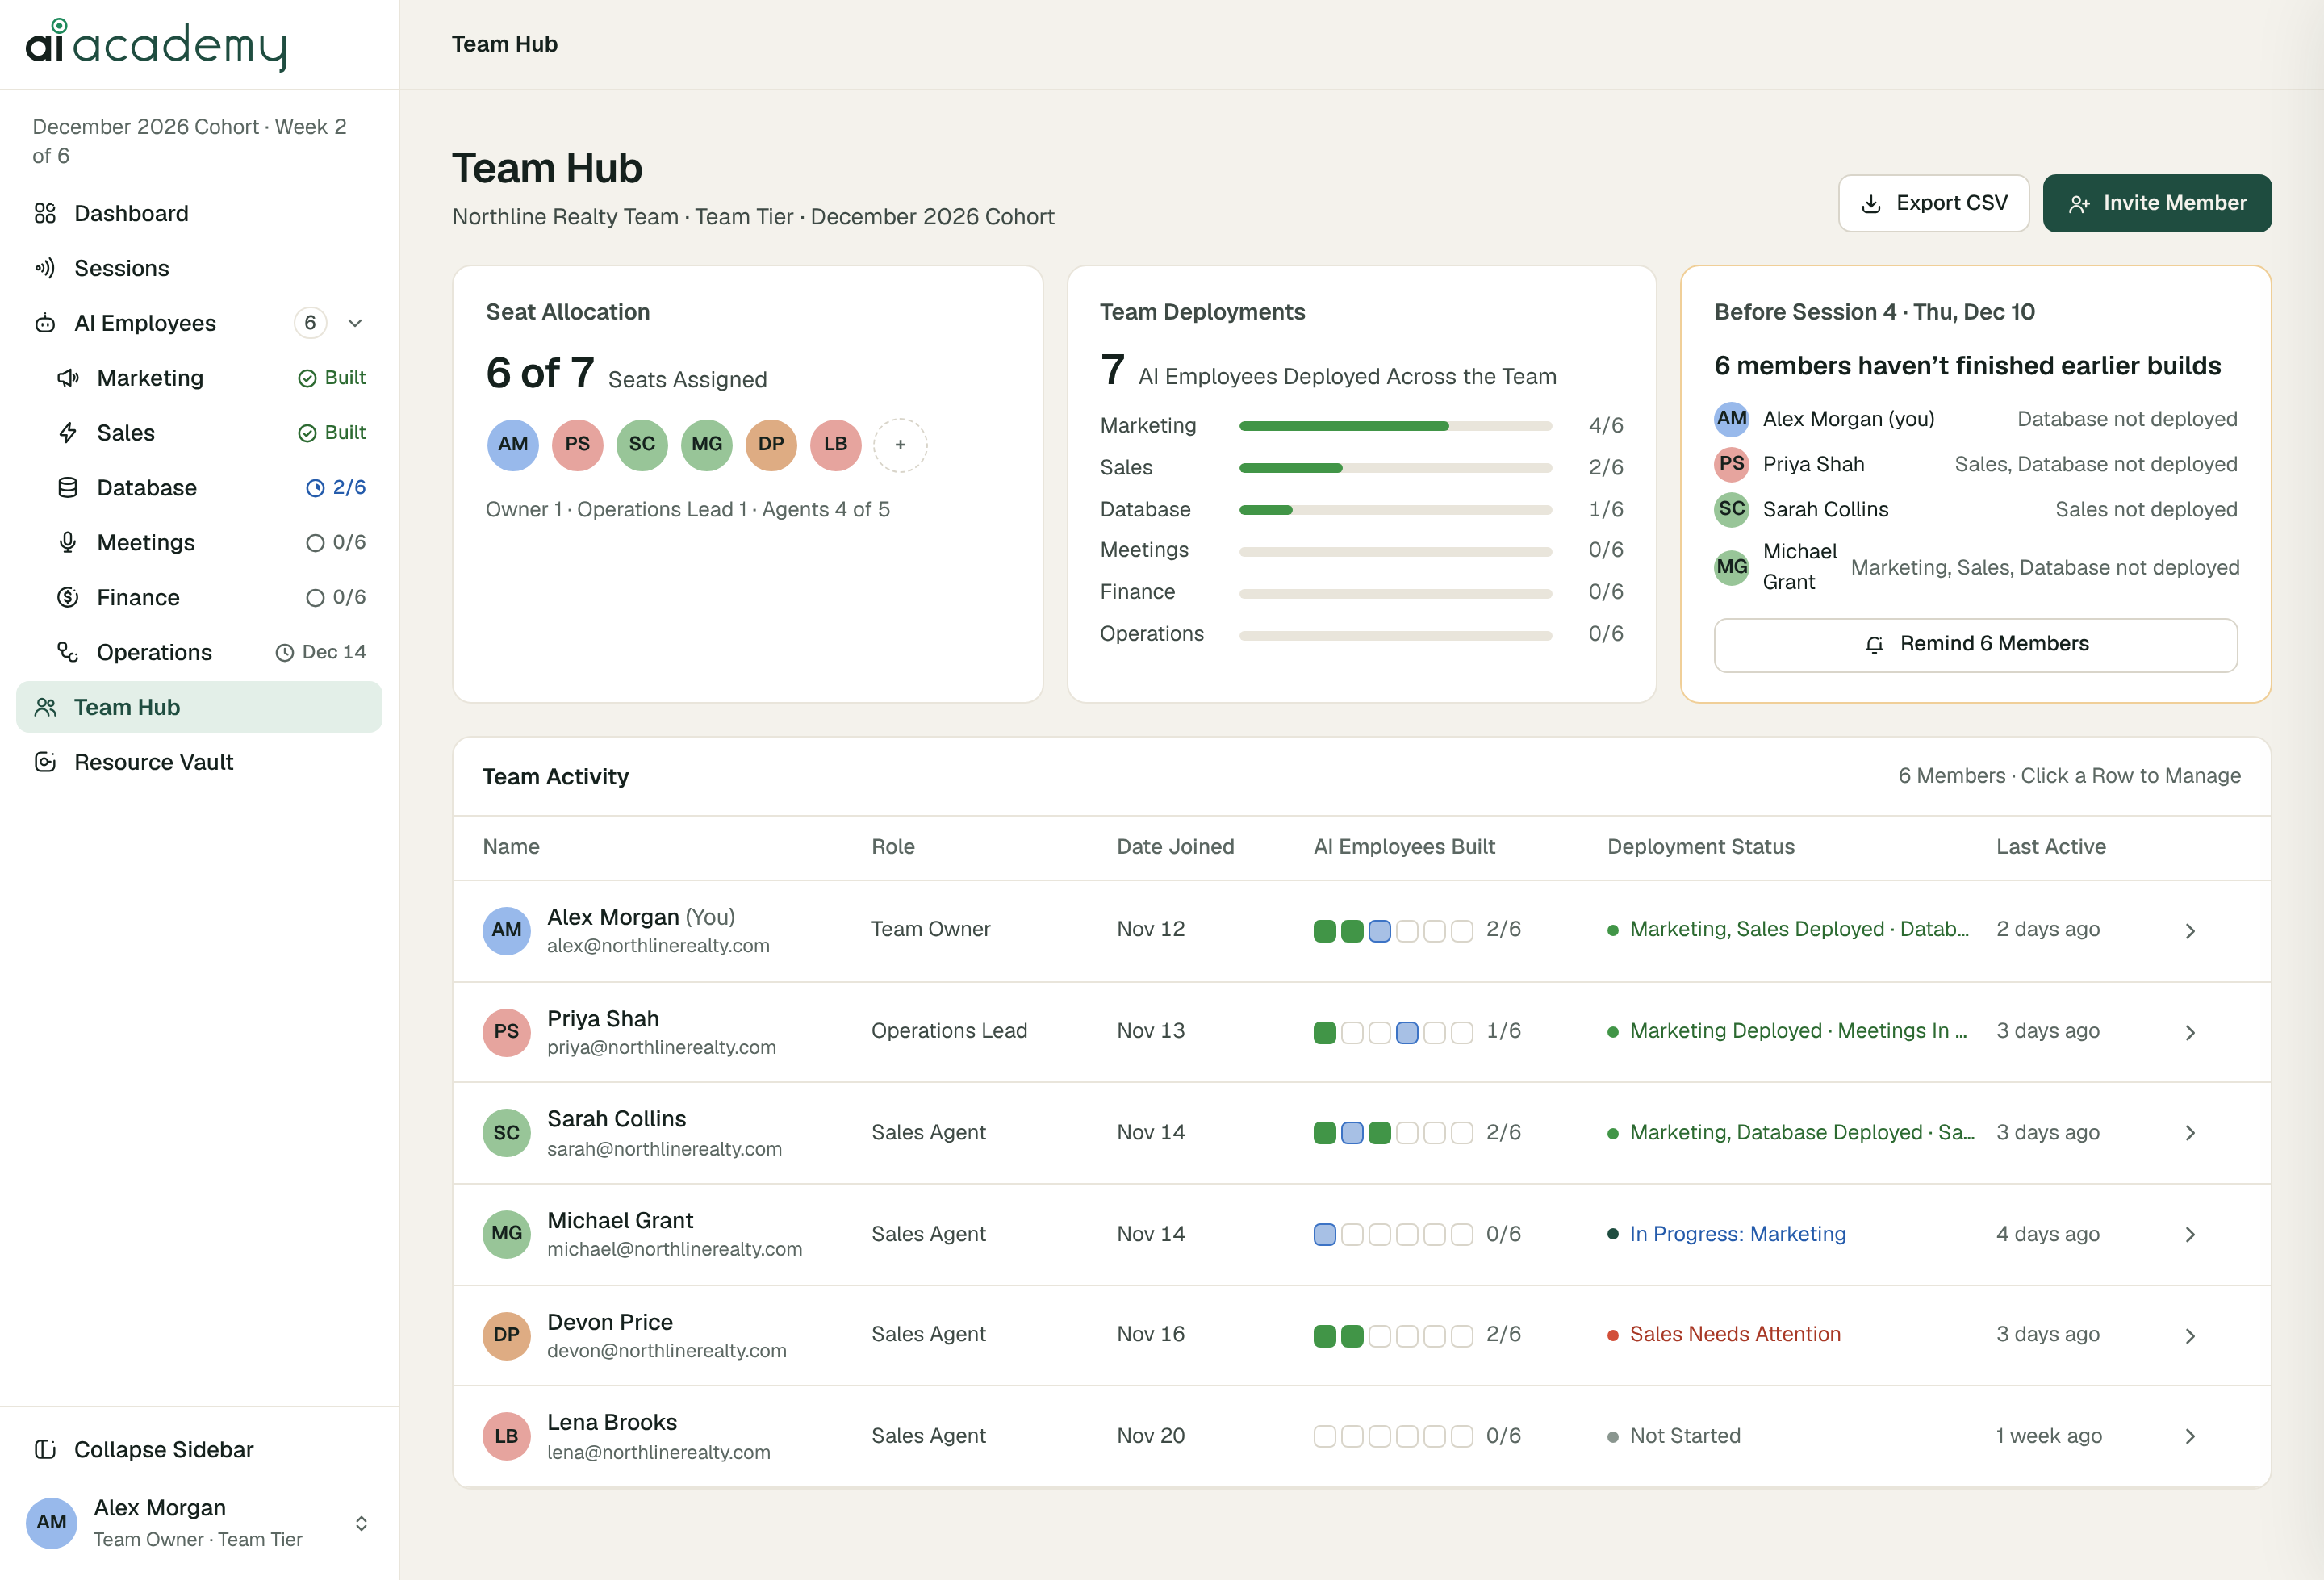 ai academy
December 2026 Cohort · Week 2
of 6
Dashboard
Sessions
AI Employees 6
Marketing Built
Sales Built
Database 2/6
Meetings 0/6
Finance 0/6
Operations Dec 14
Team Hub
Resource Vault
Collapse Sidebar
AM Alex Morgan
Team Owner · Team Tier
Team Hub
Team Hub
Northline Realty Team · Team Tier · December 2026 Cohort
Export CSV
Invite Member
Seat Allocation
6 of 7 Seats Assigned
AM PS SC MG DP LB +
Owner 1 · Operations Lead 1 · Agents 4 of 5
Team Deployments
7 AI Employees Deployed Across the Team
Marketing 4/6
Sales 2/6
Database 1/6
Meetings 0/6
Finance 0/6
Operations 0/6
Before Session 4 · Thu, Dec 10
6 members haven’t finished earlier builds
AM Alex Morgan (you) Database not deployed
PS Priya Shah Sales, Database not deployed
SC Sarah Collins Sales not deployed
MG Michael Grant Marketing, Sales, Database not deployed
Remind 6 Members
Team Activity
6 Members · Click a Row to Manage
Name Role Date Joined AI Employees Built Deployment Status Last Active
AM Alex Morgan (You) Team Owner Nov 12 2/6 Marketing, Sales Deployed · Datab... 2 days ago
alex@northlinerealty.com
PS Priya Shah Operations Lead Nov 13 1/6 Marketing Deployed · Meetings In ... 3 days ago
priya@northlinerealty.com
SC Sarah Collins Sales Agent Nov 14 2/6 Marketing, Database Deployed · Sa... 3 days ago
sarah@northlinerealty.com
MG Michael Grant Sales Agent Nov 14 0/6 In Progress: Marketing 4 days ago
michael@northlinerealty.com
DP Devon Price Sales Agent Nov 16 2/6 Sales Needs Attention 3 days ago
devon@northlinerealty.com
LB Lena Brooks Sales Agent Nov 20 0/6 Not Started 1 week ago
lena@northlinerealty.com